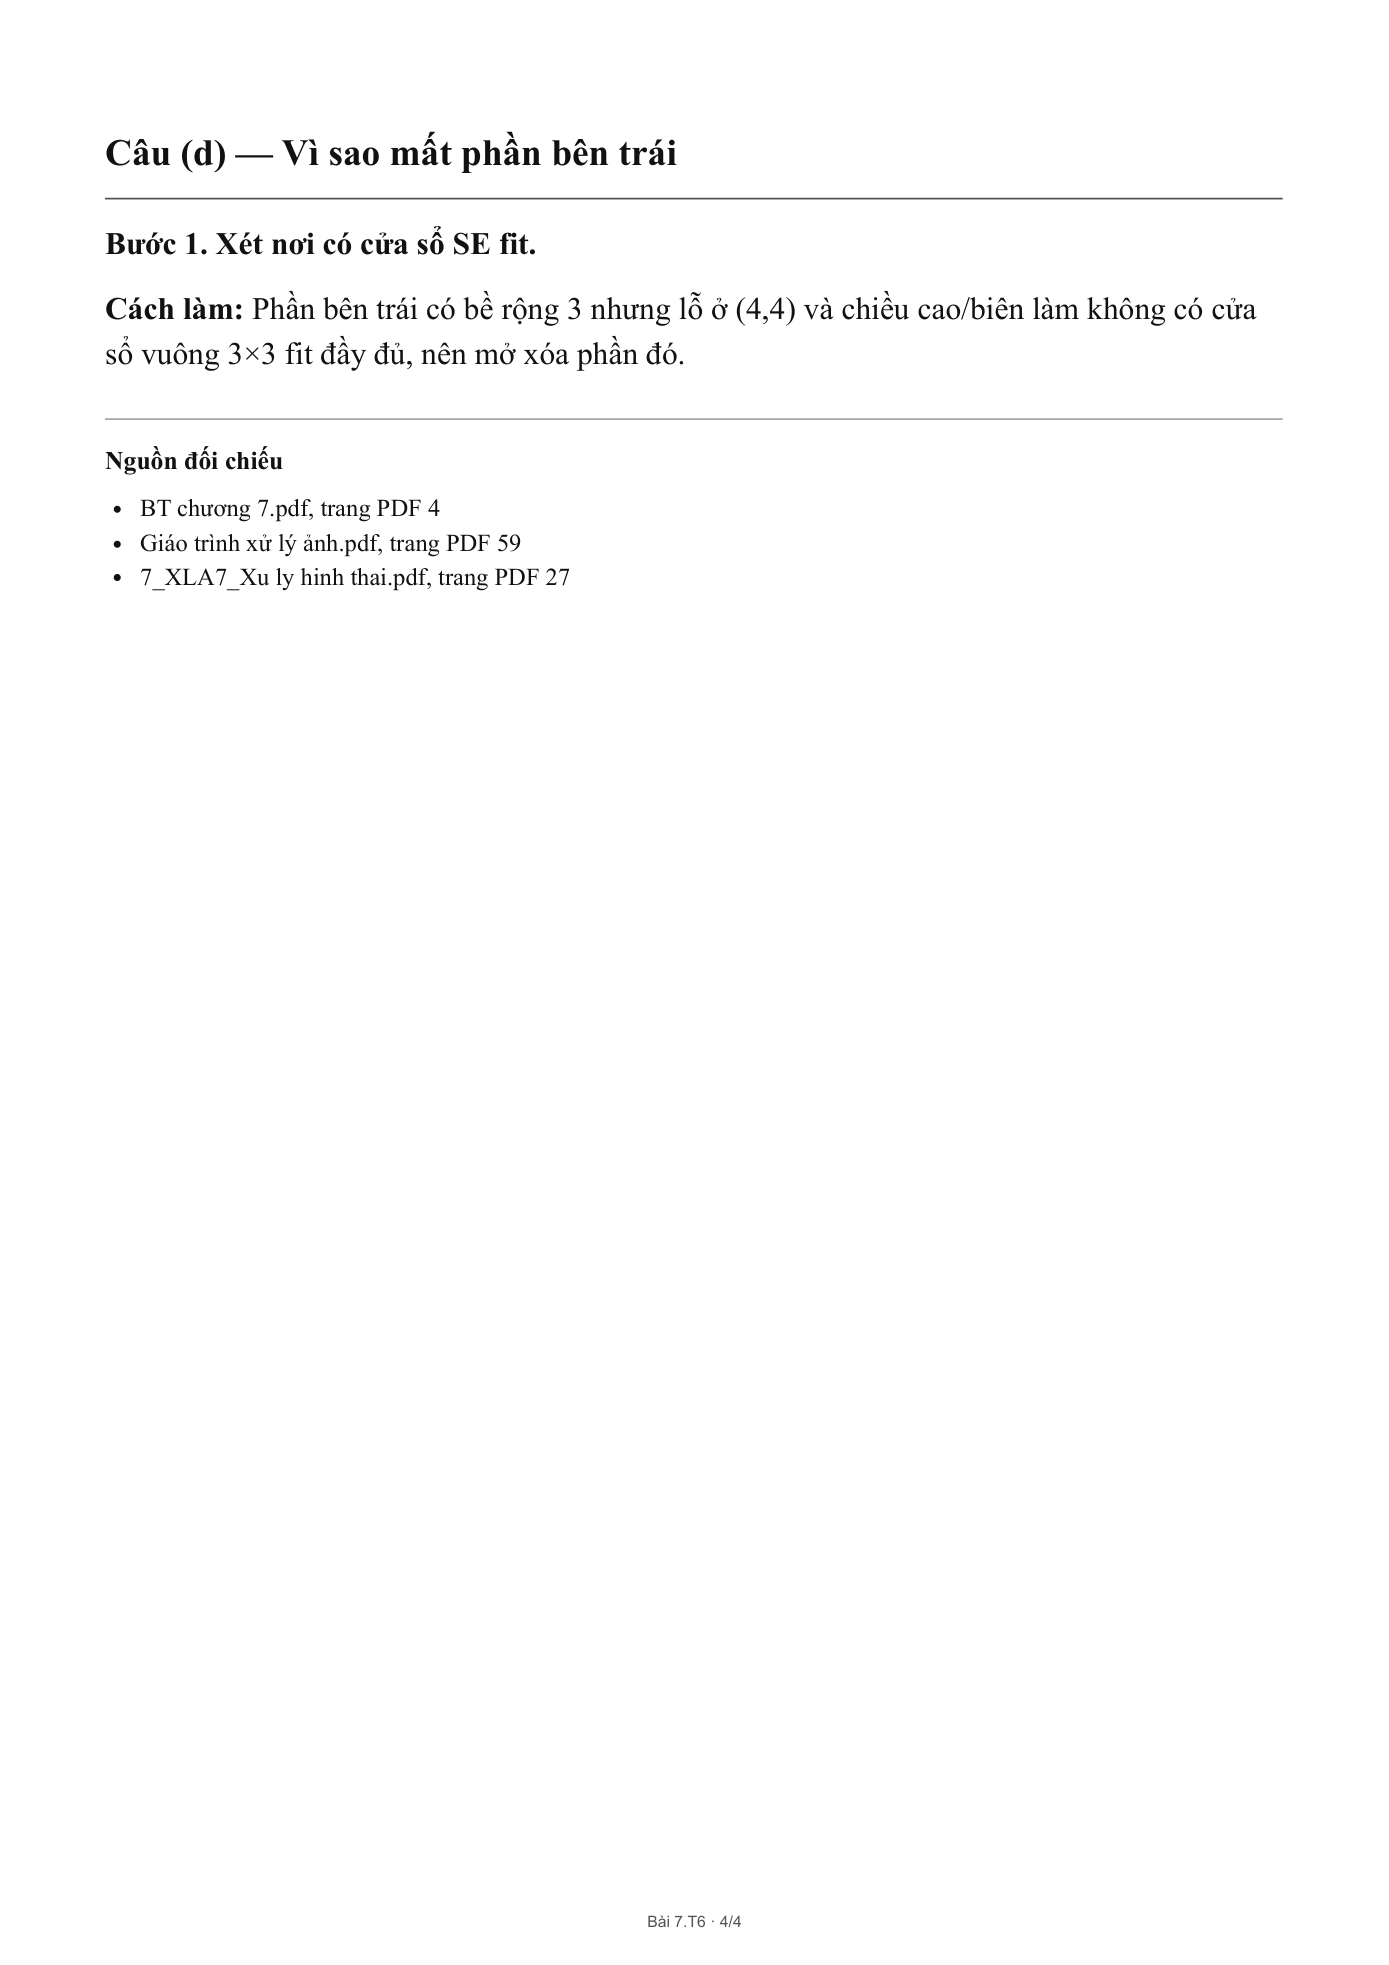 Câu (d) — Vì sao mất phần bên trái
Bước 1. Xét nơi có cửa sổ SE fit.
Cách làm: Phần bên trái có bề rộng 3 nhưng lỗ ở (4,4) và chiều cao/biên làm không có cửa
sổ vuông 3×3 fit đầy đủ, nên mở xóa phần đó.
Nguồn đối chiếu
• BT chương 7.pdf, trang PDF 4
• Giáo trình xử lý ảnh.pdf, trang PDF 59
• 7_XLA7_Xu ly hinh thai.pdf, trang PDF 27
Bài 7.T6 · 4/4